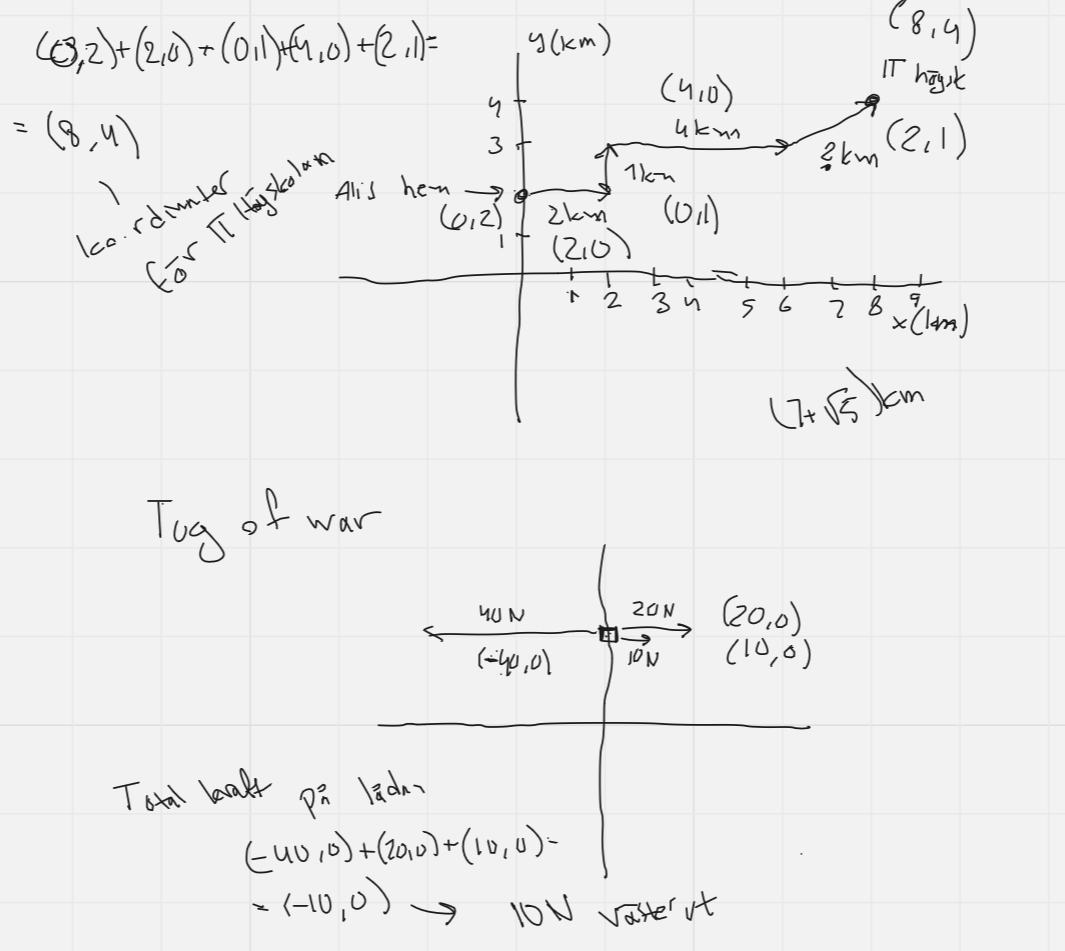 (0,2)+(2,0)+(0,1)+(4,0)+(2,1)=
= (8,4)
koordinater
för IT Högskolan
y(km)
4
3
1
Alis hem
(0,2)
2km
(2,0)
1km
(0,1)
(4,0)
4km
? km
(2,1)
(8,4)
IT högsk
1 2 3 4 5 6 7 8 9
x(km)
(7+√5)km
Tug of war
40N
(-40,0)
20N
10N
(20,0)
(10,0)
Total kraft på lådan
(-40,0)+(20,0)+(10,0)=
= (-10,0) → 10N västerut